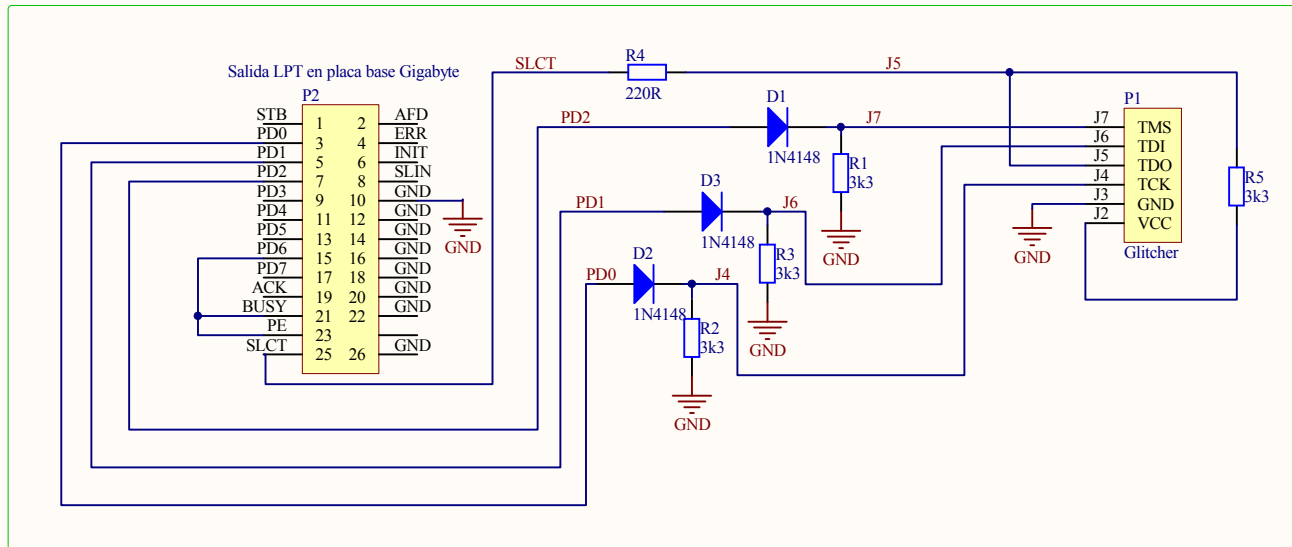 Salida LPT en placa base Gigabyte
P2
STB 1 2 AFD
PD0 3 4 ERR
PD1 5 6 INIT
PD2 7 8 SLIN
PD3 9 10 GND
PD4 11 12 GND
PD5 13 14 GND
PD6 15 16 GND
PD7 17 18 GND
ACK 19 20 GND
BUSY 21 22 GND
PE 23
SLCT 25 26 GND
GND
SLCT
R4
220R
J5
PD2
D1
1N4148
J7
R1
3k3
GND
PD1
D3
1N4148
J6
R3
3k3
GND
PD0
D2
1N4148
J4
R2
3k3
GND
P1
J7 TMS
J6 TDI
J5 TDO
J4 TCK
J3 GND
J2 VCC
Glitcher
GND
R5
3k3